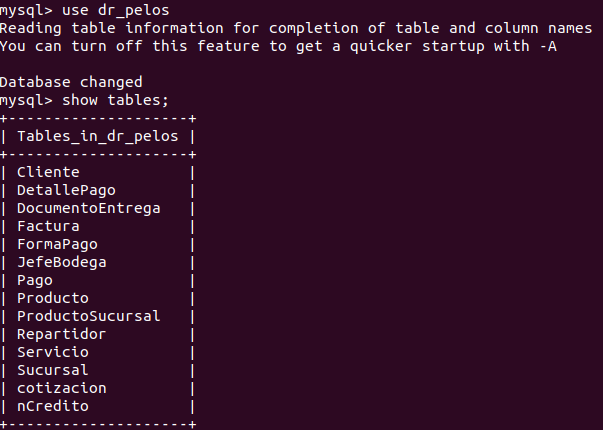 mysql> use dr_pelos
Reading table information for completion of table and column names
You can turn off this feature to get a quicker startup with -A

Database changed
mysql> show tables;
+--------------------+
| Tables_in_dr_pelos |
+--------------------+
| Cliente            |
| DetallePago        |
| DocumentoEntrega   |
| Factura            |
| FormaPago          |
| JefeBodega         |
| Pago               |
| Producto           |
| ProductoSucursal   |
| Repartidor         |
| Servicio           |
| Sucursal           |
| cotizacion         |
| nCredito           |
+--------------------+